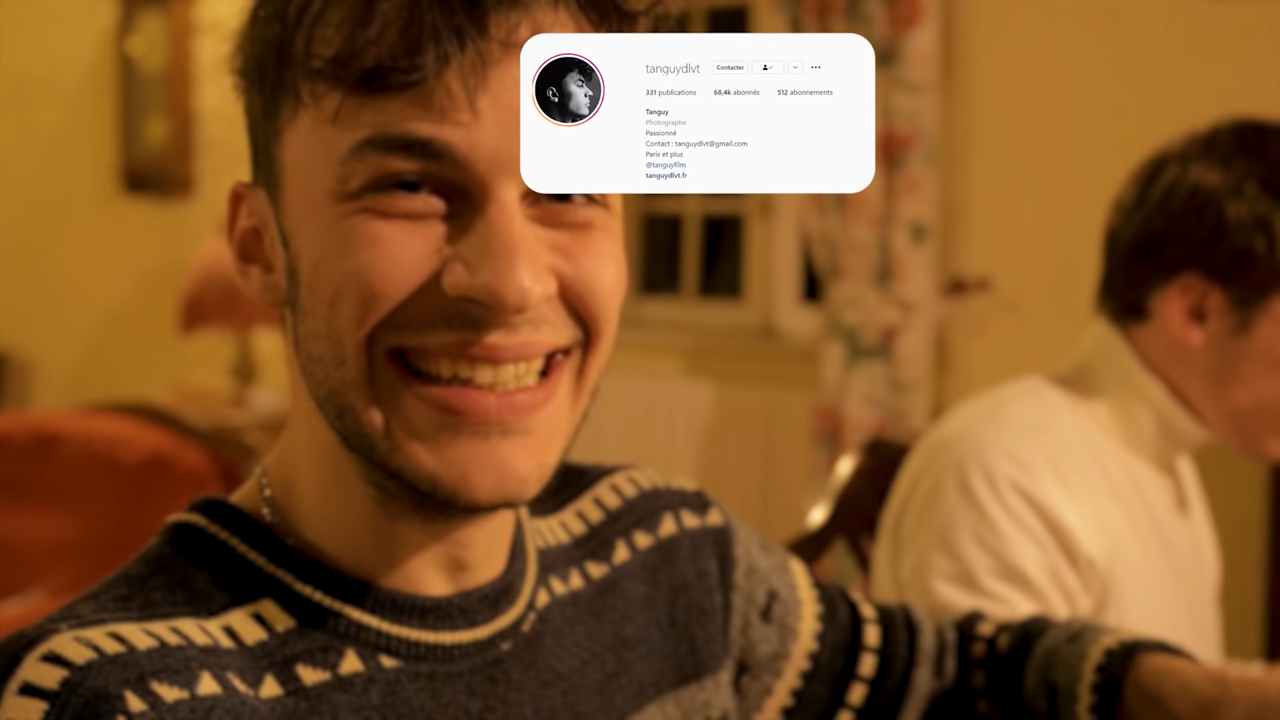 tanguydlvt Contacter
331 publications 68,4k abonnés 512 abonnements
Tanguy
Photographe
Passionné
Contact : tanguydlvt@gmail.com
Paris et plus
@tanguyfilm
tanguydlvt.fr